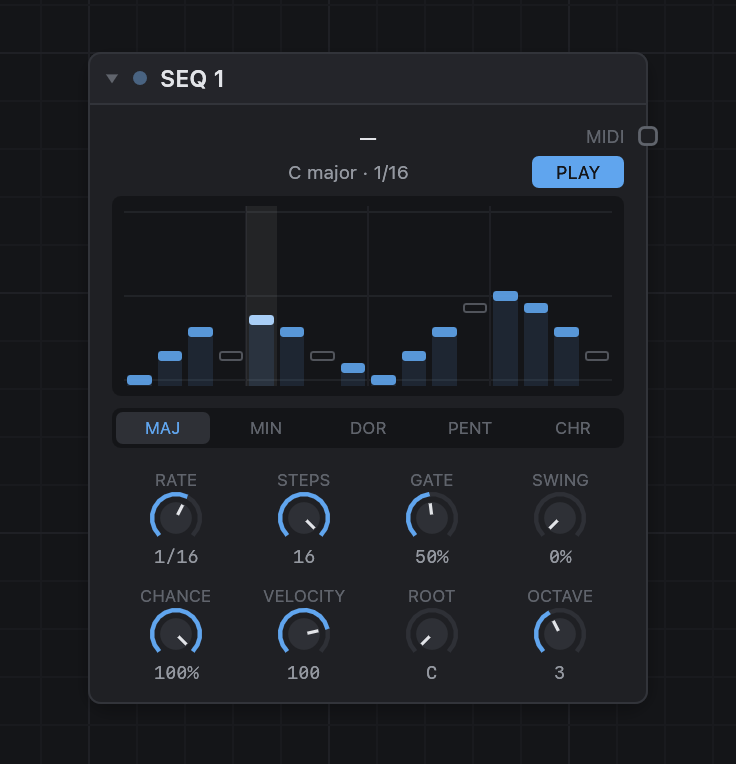 SEQ 1
—
MIDI
C major · 1/16
PLAY
MAJ MIN DOR PENT CHR
RATE STEPS GATE SWING
1/16 16 50% 0%
CHANCE VELOCITY ROOT OCTAVE
100% 100 C 3